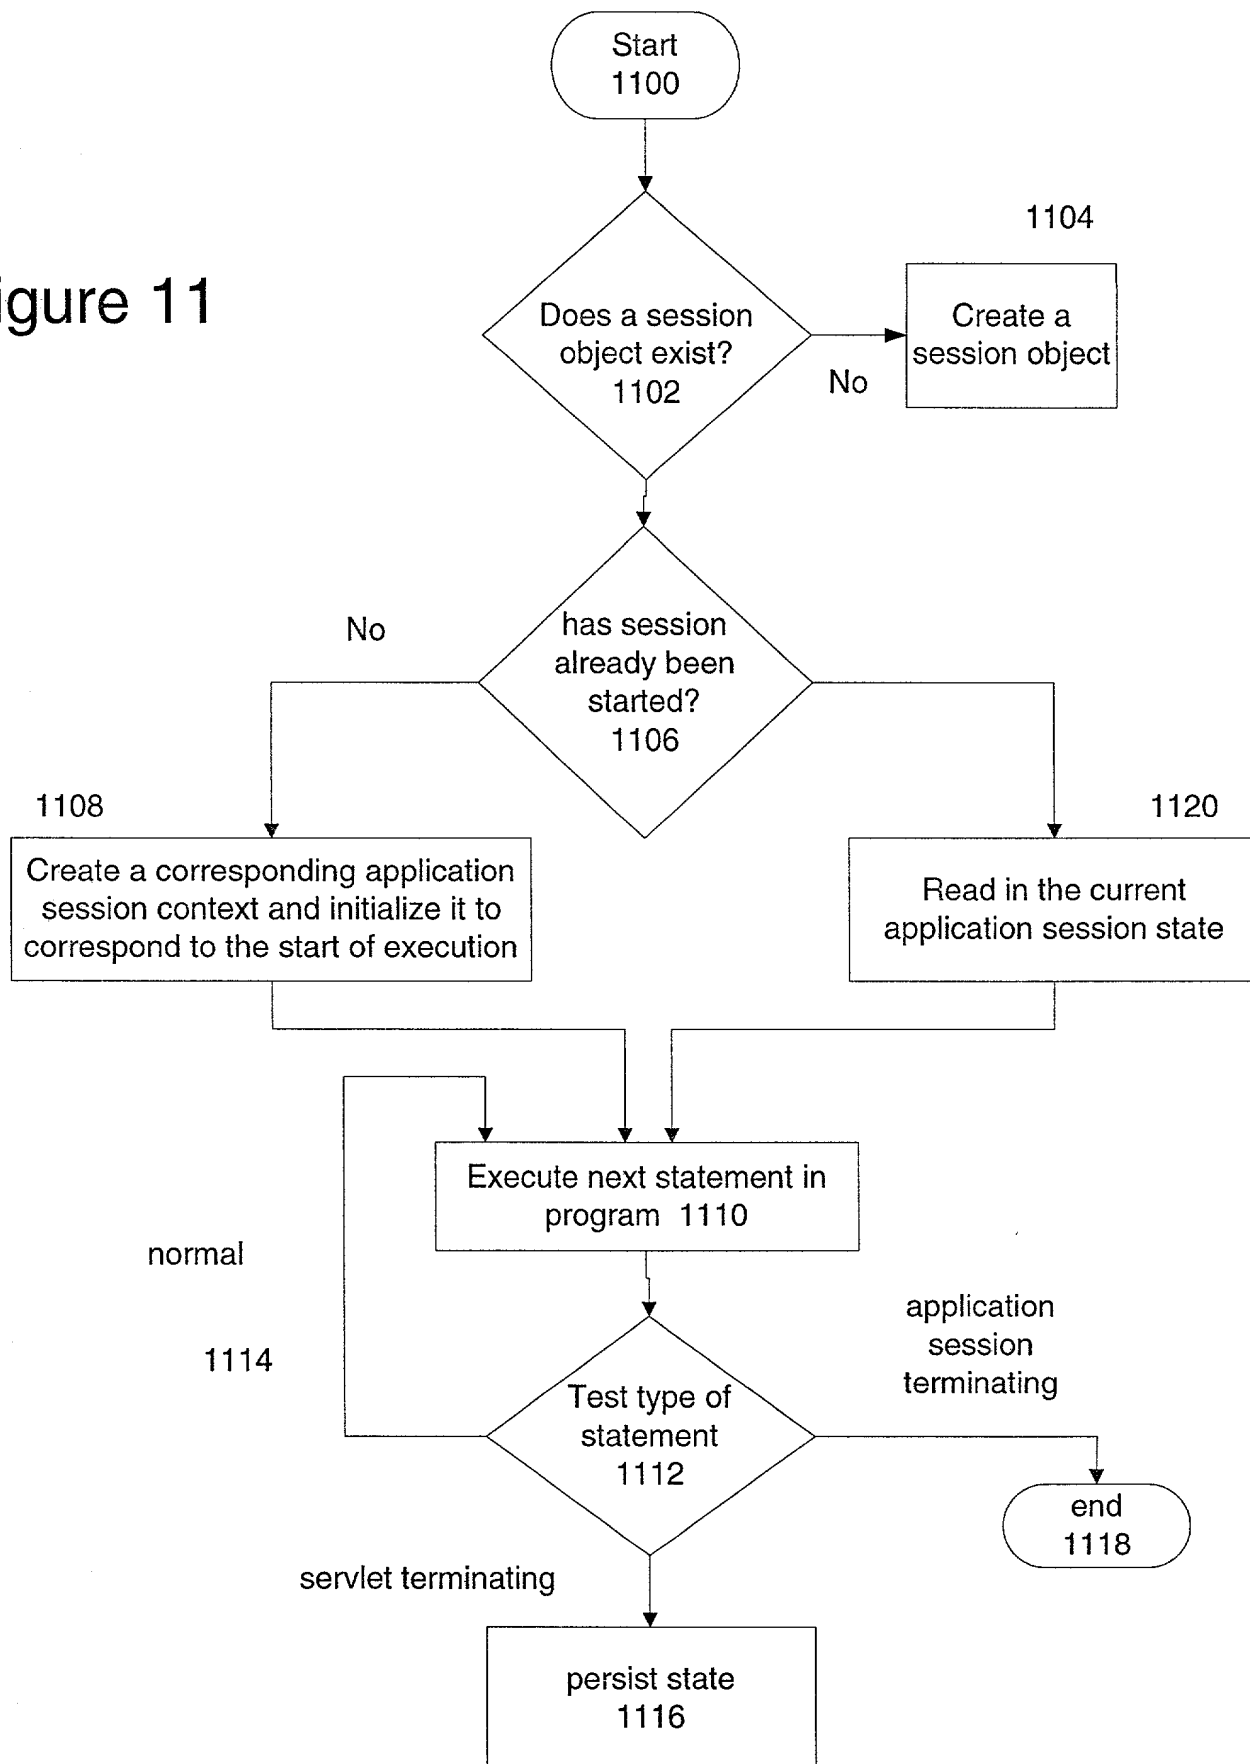 Start
1100
1104
igure 11
Does a session
object exist?
1102
Create a
session object
No
No
has session
already been
started?
1106
1108
1120
Create a corresponding application
session context and initialize it to
correspond to the start of execution
Read in the current
application session state
Execute next statement in
program 1110
normal
application
session
terminating
1114
Test type of
statement
1112
end
1118
servlet terminating
persist state
1116